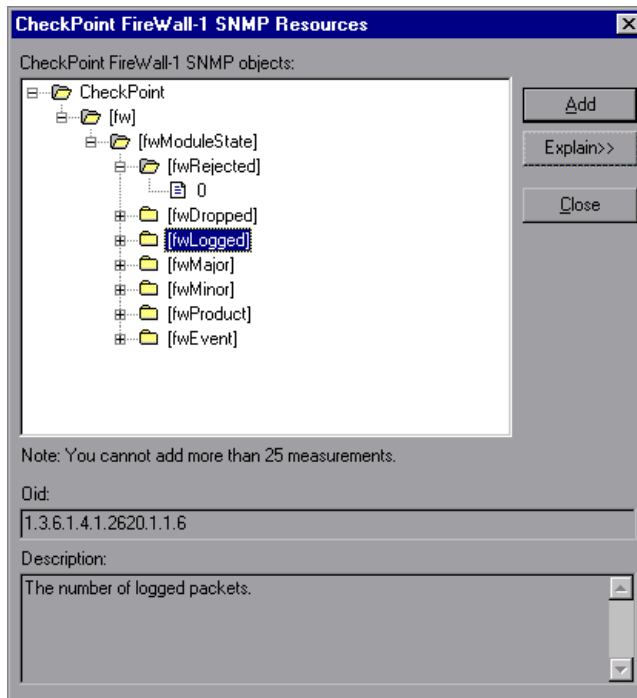 CheckPoint FireWall-1 SNMP Resources
CheckPoint FireWall-1 SNMP objects:
CheckPoint
[fw]
[fwModuleState]
[fwRejected]
0
[fwDropped]
[fwLogged]
[fwMajor]
[fwMinor]
[fwProduct]
[fwEvent]
Add
Explain>>
Close
Note: You cannot add more than 25 measurements.
Oid:
1.3.6.1.4.1.2620.1.1.6
Description:
The number of logged packets.